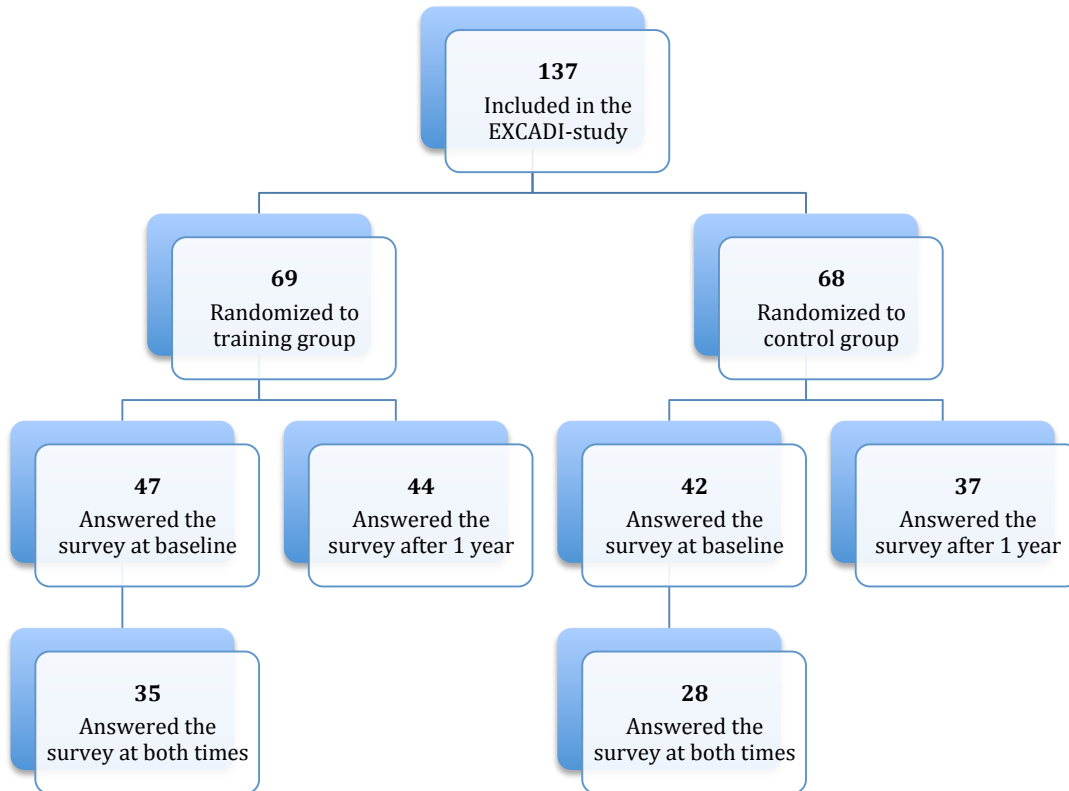 137
Included in the
EXCADI-study
69
Randomized to
training group
68
Randomized to
control group
47
Answered the
survey at baseline
44
Answered the
survey after 1 year
42
Answered the
survey at baseline
37
Answered the
survey after 1 year
35
Answered the
survey at both times
28
Answered the
survey at both times